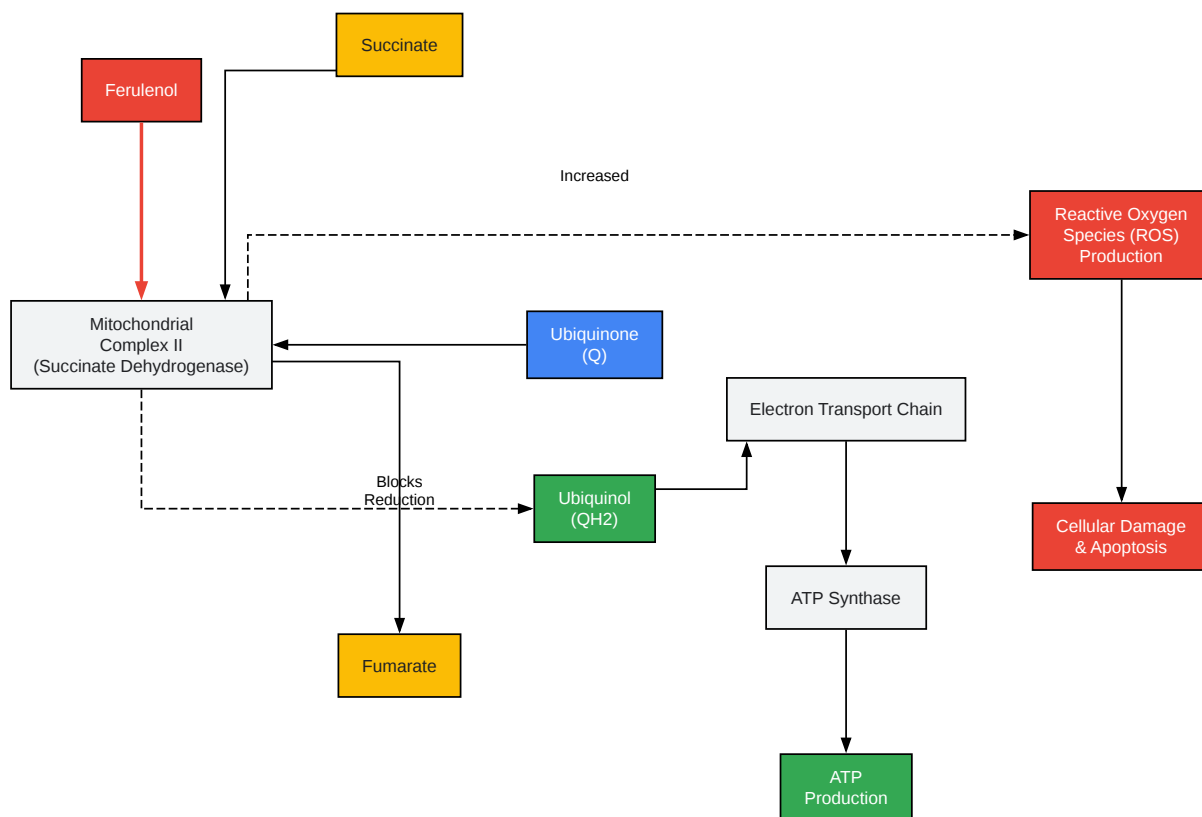 Succinate
Ferulenol
Increased
Reactive Oxygen
Species (ROS)
Production
Mitochondrial
Complex II
(Succinate Dehydrogenase)
Ubiquinone
(Q)
Electron Transport Chain
Blocks
Reduction
Ubiquinol
(QH2)
Cellular Damage
& Apoptosis
ATP Synthase
Fumarate
ATP
Production